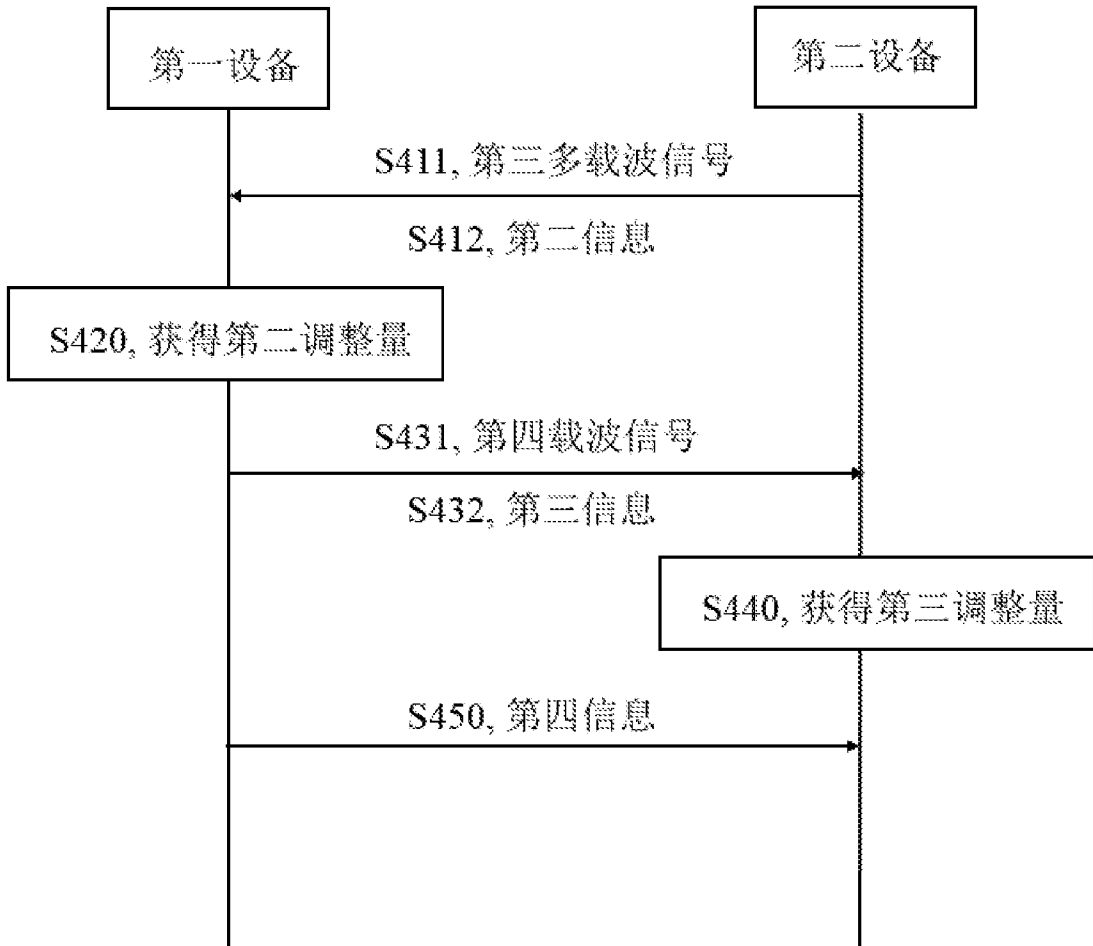 第一设备
第二设备
S411, 第三多载波信号
S412, 第二信息
S420, 获得第二调整量
S431, 第四载波信号
S432, 第三信息
S440, 获得第三调整量
S450, 第四信息